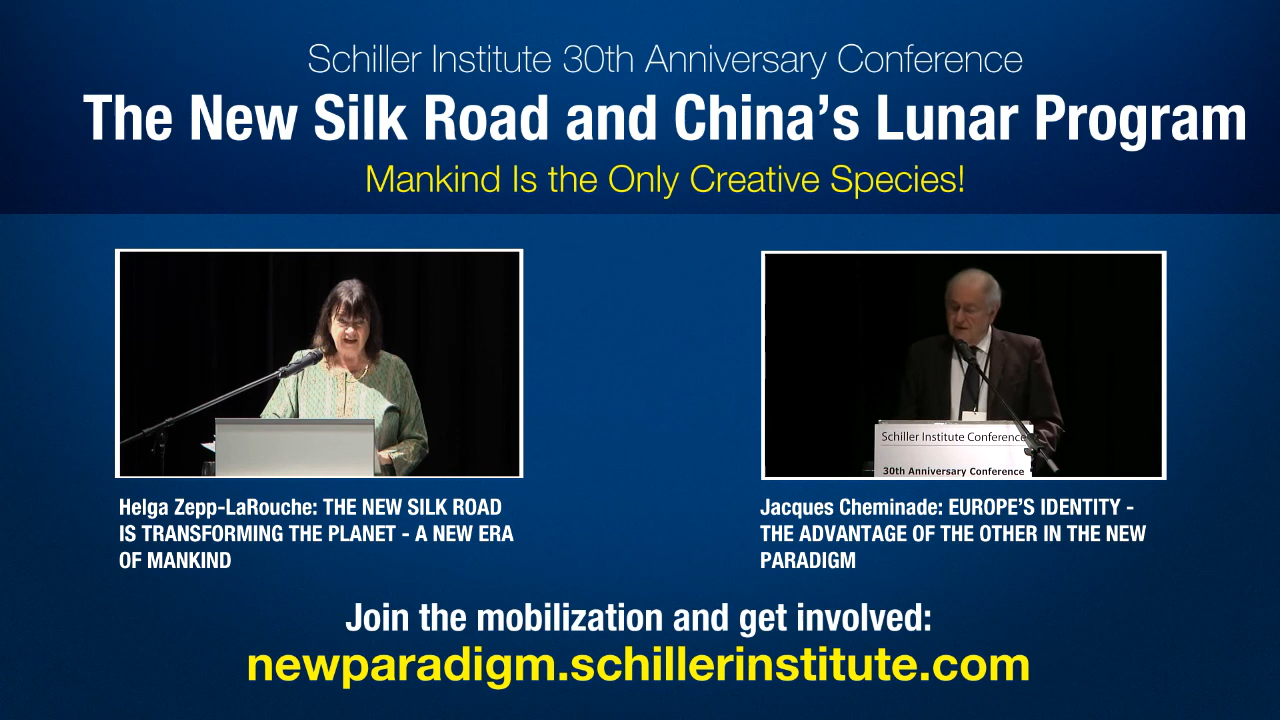 Schiller Institute 30th Anniversary Conference
The New Silk Road and China’s Lunar Program
Mankind Is the Only Creative Species!
Schiller Institute Conference
30th Anniversary Conference
Helga Zepp-LaRouche: THE NEW SILK ROAD
IS TRANSFORMING THE PLANET - A NEW ERA
OF MANKIND
Jacques Cheminade: EUROPE’S IDENTITY -
THE ADVANTAGE OF THE OTHER IN THE NEW
PARADIGM
Join the mobilization and get involved:
newparadigm.schillerinstitute.com